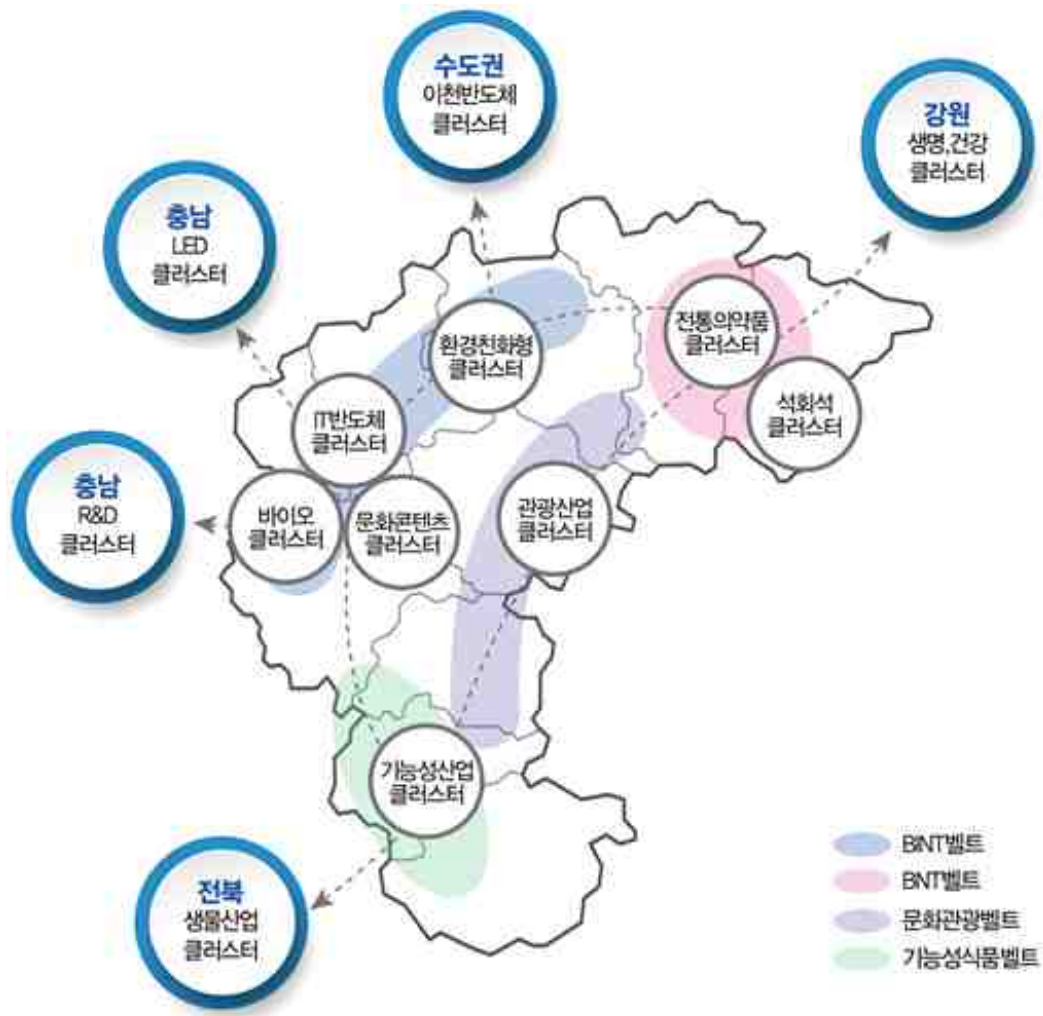 수도권
이천반도체
클러스터
강원
생명,건강
클러스터
충남
LED
클러스터
전통의약품
클러스터
환경친화형
클러스터
석회석
클러스터
IT반도체
클러스터
충남
R&D
클러스터
바이오
클러스터
문화콘텐츠
클러스터
관광산업
클러스터
기능성산업
클러스터
전북
생물산업
클러스터
BINT벨트
BNT벨트
문화관광벨트
기능성식품벨트